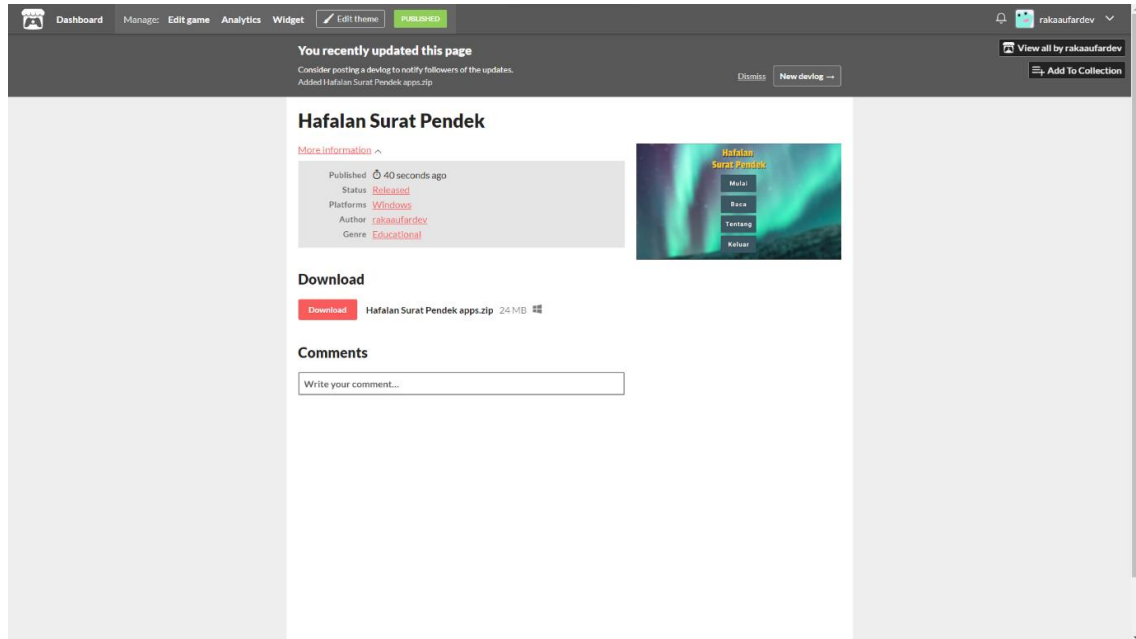 Dashboard Manage: Edit game Analytics Widget Edit theme PUBLISHED rakaaufardev
You recently updated this page
Consider posting a devlog to notify followers of the updates.
Added Hafalan Surat Pendek apps.zip
Dismiss New devlog →
View all by rakaaufardev
Add To Collection
Hafalan Surat Pendek
More information
Published 40 seconds ago
Status Released
Platforms Windows
Author rakaaufardev
Genre Educational
Hafalan
Surat Pendek
Mulai
Baca
Tentang
Keluar
Download
Download Hafalan Surat Pendek apps.zip 24 MB
Comments
Write your comment...